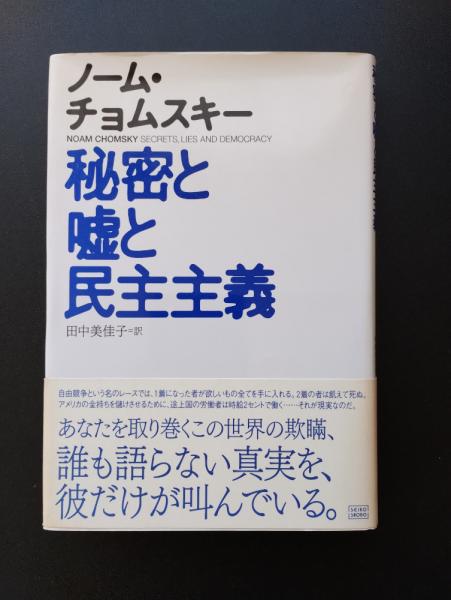 ノーム・
チョムスキー
NOAM CHOMSKY SECRETS, LIES AND DEMOCRACY
秘密と
嘘と
民主主義
田中美佳子=訳
自由競争という名のレースでは、1着になった者が欲しいもの全てを手に入れる。2着の者は飢えて死ぬ。
アメリカの金持ちを儲けさせるために、途上国の労働者は時給2セントで働く……それが現実なのだ。
あなたを取り巻くこの世界の欺瞞、
誰も語らない真実を、
彼だけが叫んでいる。
SEIKO
SHOBO